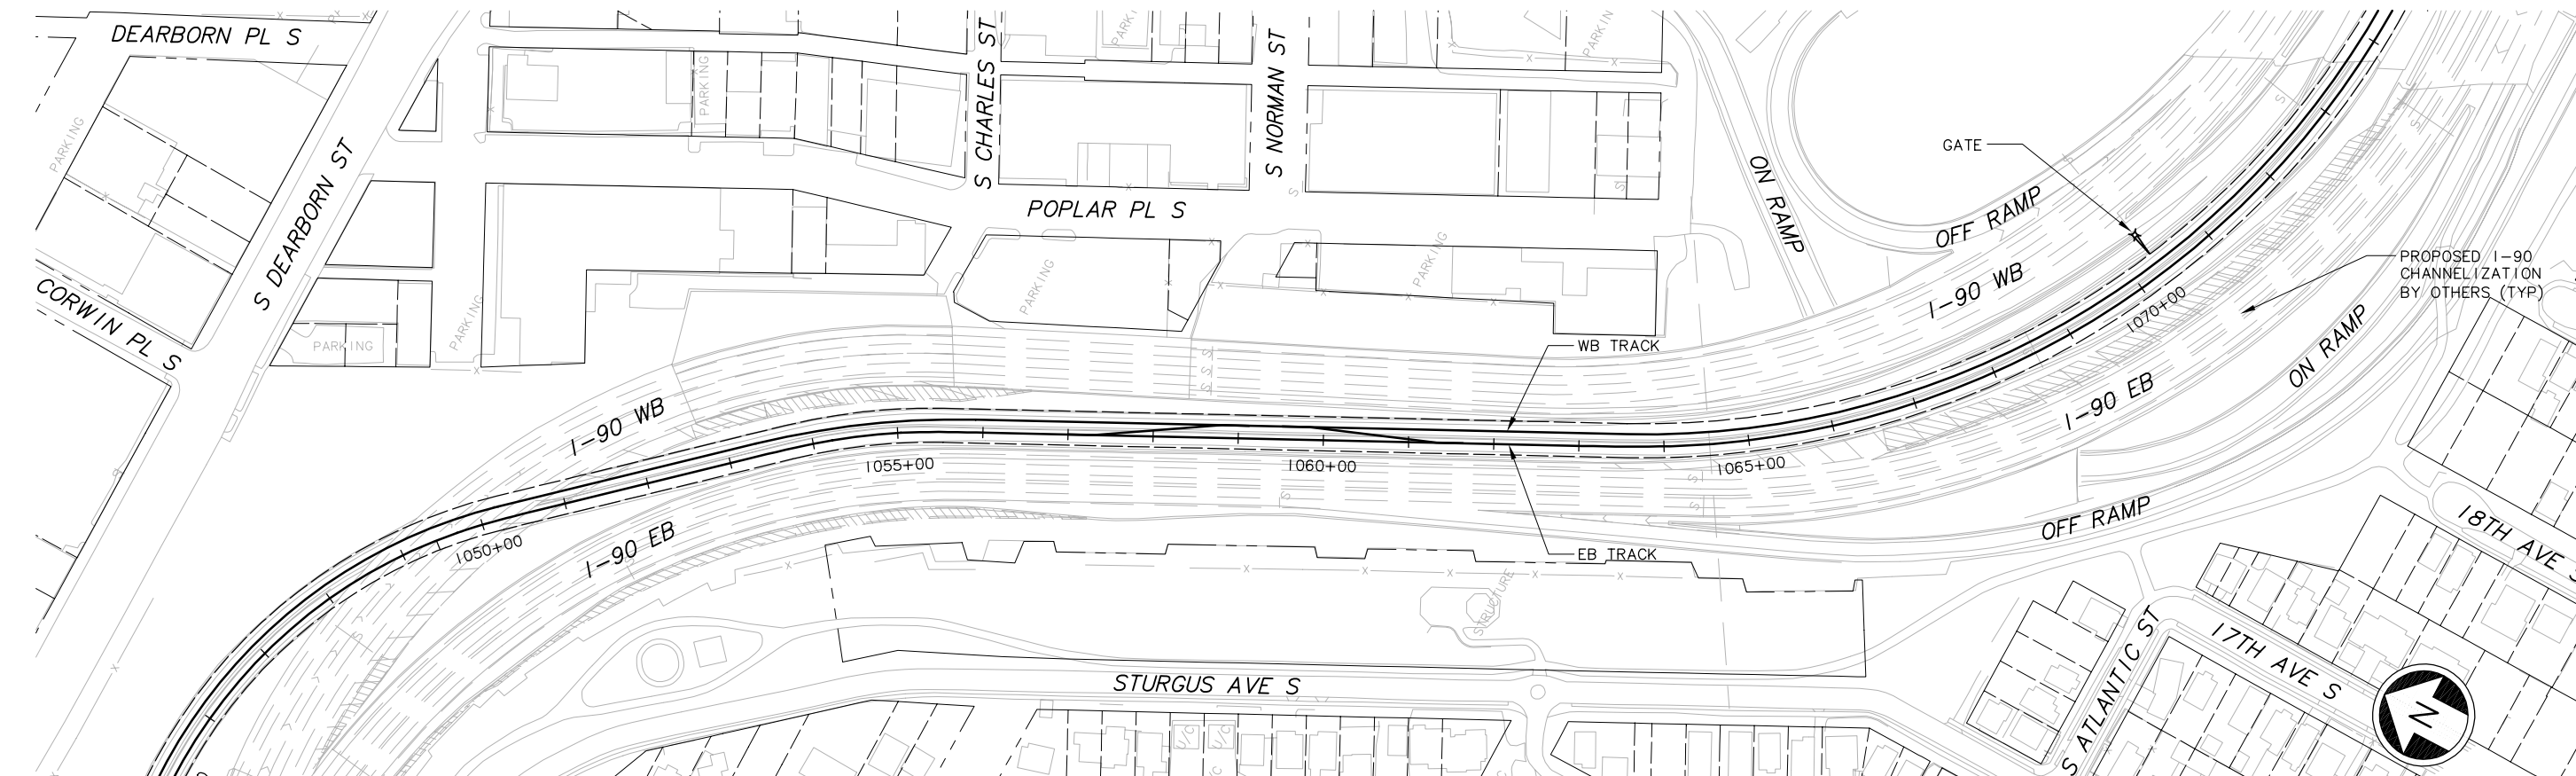 DEARBORN PL S
S CHARLES ST
S NORMAN ST
PARKING
PARKING
PARKING
PARKING
S DEARBORN ST
ON RAMP
GATE
OFF RAMP
POPLAR PL S
PARKING
PARKING
PROPOSED I-90
CHANNELIZATION
BY OTHERS (TYP)
CORWIN PL S
I-90 WB
PARKING
PARKING
1070+00
ON RAMP
WB TRACK
I-90 WB
I-90 EB
1055+00
1060+00
1065+00
1050+00
I-90 EB
EB TRACK
OFF RAMP
18TH AVE S
STRUCTURE
17TH AVE S
S ATLANTIC ST
STURGUS AVE S
U/C
U/C
N